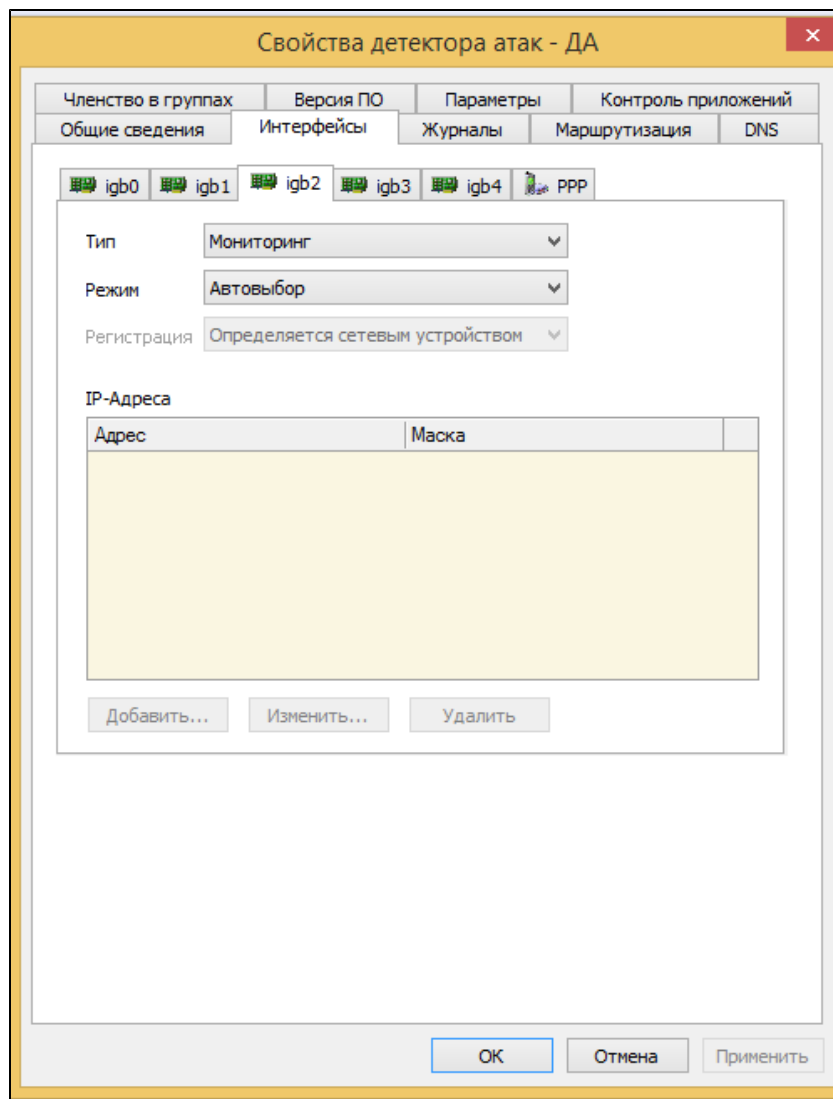 Свойства детектора атак - ДА
Членство в группах Версия ПО Параметры Контроль приложений
Общие сведения Интерфейсы Журналы Маршрутизация DNS
igb0 igb1 igb2 igb3 igb4 PPP
Тип Мониторинг
Режим Автовыбор
Регистрация Определяется сетевым устройством
IP-Адреса
Адрес Маска
Добавить... Изменить... Удалить
ОК Отмена Применить